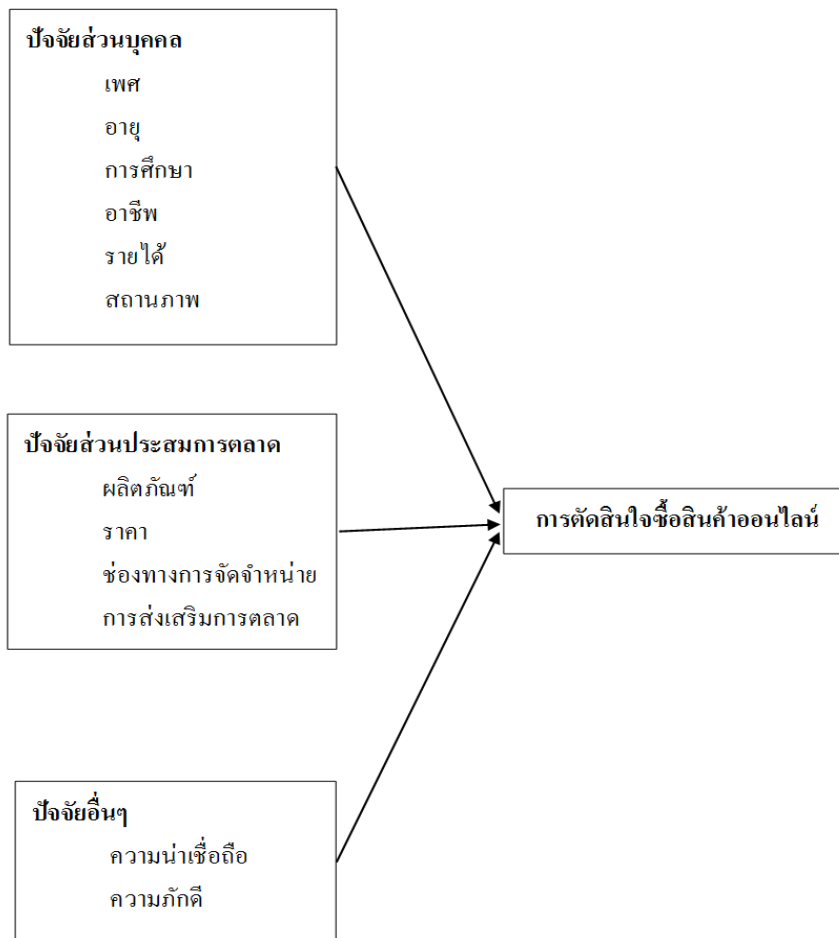 ปัจจัยส่วนบุคคล
เพศ
อายุ
การศึกษา
อาชีพ
รายได้
สถานภาพ
ปัจจัยส่วนประสมการตลาด
ผลิตภัณฑ์
ราคา
ช่องทางการจัดจำหน่าย
การส่งเสริมการตลาด
การตัดสินใจซื้อสินค้าออนไลน์
ปัจจัยอื่นๆ
ความน่าเชื่อถือ
ความภักดี